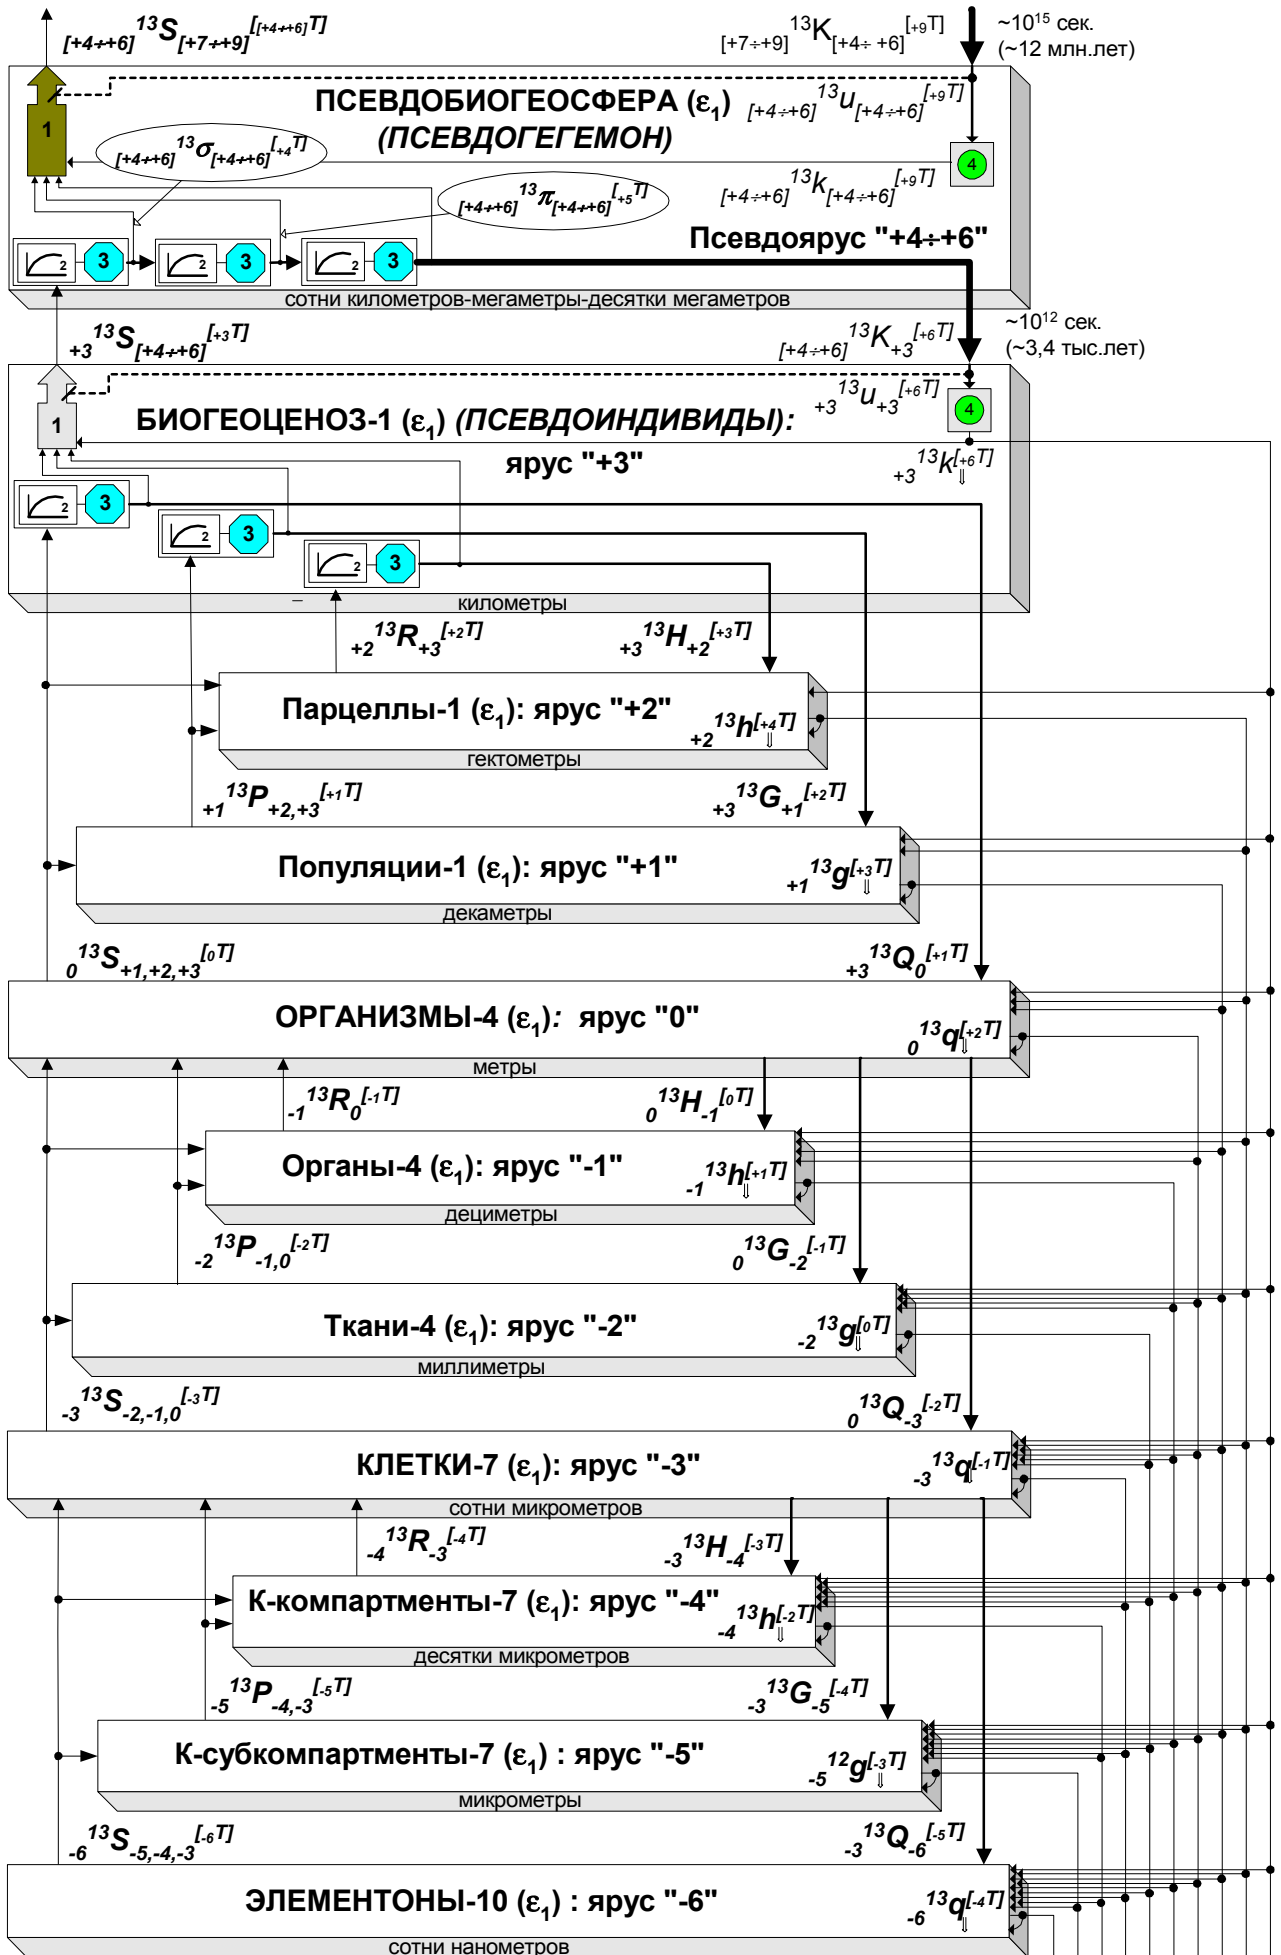 [+4÷+6]13S[+7÷+9][[+4÷+6]T]
[+7÷+9]13K[+4÷ +6][+9T]
~10^15 сек.
(~12 млн.лет)
ПСЕВДОБИОГЕОСФЕРА (ε1)
(ПСЕВДОГЕГЕМОН)
[+4÷+6]13u[+4÷+6][+9T]
1
[+4÷+6]13σ[+4÷+6][+4T]
4
[+4÷+6]13k[+4÷+6][+9T]
[+4÷+6]13π[+4÷+6][+5T]
Псевдоярус "+4÷+6"
2 3 2 3 2 3
сотни километров-мегаметры-десятки мегаметров
+3 13S[+4÷+6][+3T]
[+4÷+6]13K+3[+6T]
~10^12 сек.
(~3,4 тыс.лет)
+3 13u+3[+6T]
1
БИОГЕОЦЕНОЗ-1 (ε1) (ПСЕВДОИНДИВИДЫ):
4
ярус "+3"
+3 13k⇓[+6T]
2 3
2 3
2 3
километры
+2 13R+3[+2T]
+3 13H+2[+3T]
Парцеллы-1 (ε1): ярус "+2"
+2 13h⇓[+4T]
гектометры
+1 13P+2,+3[+1T]
+3 13G+1[+2T]
Популяции-1 (ε1): ярус "+1"
+1 13g⇓[+3T]
декаметры
0 13S+1,+2,+3[0T]
+3 13Q0[+1T]
ОРГАНИЗМЫ-4 (ε1): ярус "0"
0 13q⇓[+2T]
метры
-1 13R0[-1T]
0 13H-1[0T]
Органы-4 (ε1): ярус "-1"
-1 13h⇓[+1T]
дециметры
-2 13P-1,0[-2T]
0 13G-2[-1T]
Ткани-4 (ε1): ярус "-2"
-2 13g⇓[0T]
миллиметры
-3 13S-2,-1,0[-3T]
0 13Q-3[-2T]
КЛЕТКИ-7 (ε1): ярус "-3"
-3 13q⇓[-1T]
сотни микрометров
-4 13R-3[-4T]
-3 13H-4[-3T]
К-компартменты-7 (ε1): ярус "-4"
-4 13h⇓[-2T]
десятки микрометров
-5 13P-4,-3[-5T]
-3 13G-5[-4T]
К-субкомпартменты-7 (ε1) : ярус "-5"
-5 12g⇓[-3T]
микрометры
-6 13S-5,-4,-3[-6T]
-3 13Q-6[-5T]
ЭЛЕМЕНТОНЫ-10 (ε1) : ярус "-6"
-6 13q⇓[-4T]
сотни нанометров